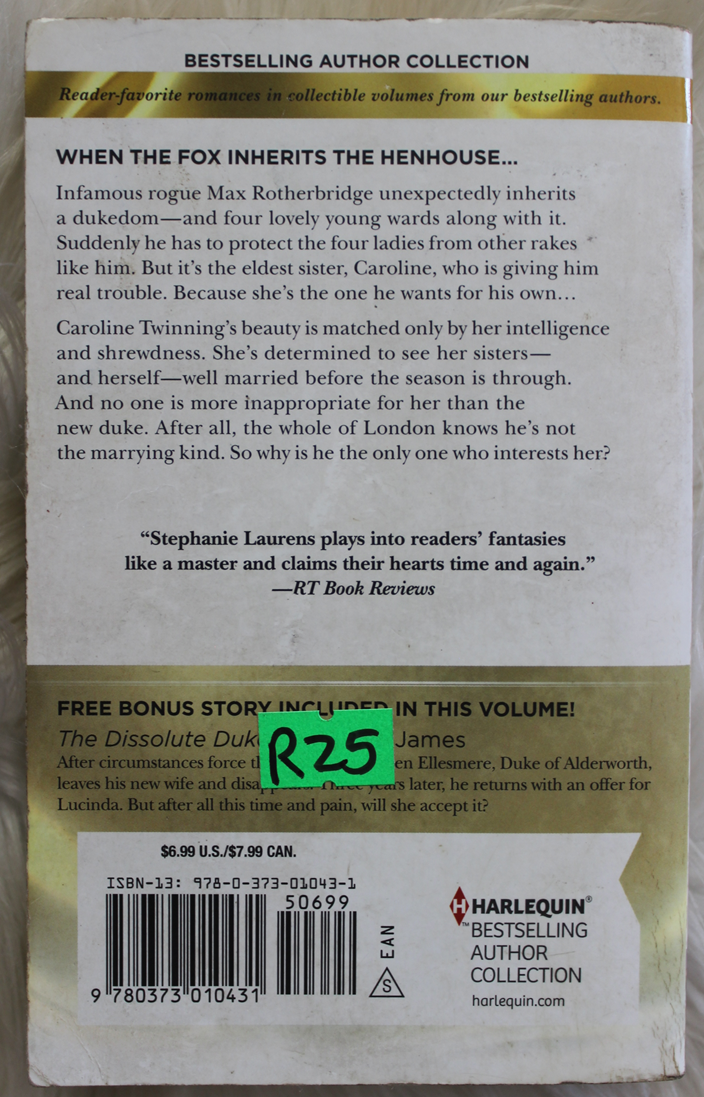 BESTSELLING AUTHOR COLLECTION
Reader-favorite romances in collectible volumes from our bestselling authors.
WHEN THE FOX INHERITS THE HENHOUSE...
Infamous rogue Max Rotherbridge unexpectedly inherits
a dukedom—and four lovely young wards along with it.
Suddenly he has to protect the four ladies from other rakes
like him. But it's the eldest sister, Caroline, who is giving him
real trouble. Because she's the one he wants for his own...
Caroline Twinning's beauty is matched only by her intelligence
and shrewdness. She's determined to see her sisters—
and herself—well married before the season is through.
And no one is more inappropriate for her than the
new duke. After all, the whole of London knows he's not
the marrying kind. So why is he the only one who interests her?
“Stephanie Laurens plays into readers' fantasies
like a master and claims their hearts time and again.”
—RT Book Reviews
FREE BONUS STORY INCLUDED IN THIS VOLUME!
The Dissolute James
R25
After circumstances force Ellesmere, Duke of Alderworth,
leaves his new wife and Three years later, he returns with an offer for
Lucinda. But after all this time and pain, will she accept it?
$6.99 U.S./$7.99 CAN.
ISBN-13: 978-0-373-01043-1
50699
9 780373 010431
EAN
S
H HARLEQUIN®
™BESTSELLING
AUTHOR
COLLECTION
harlequin.com